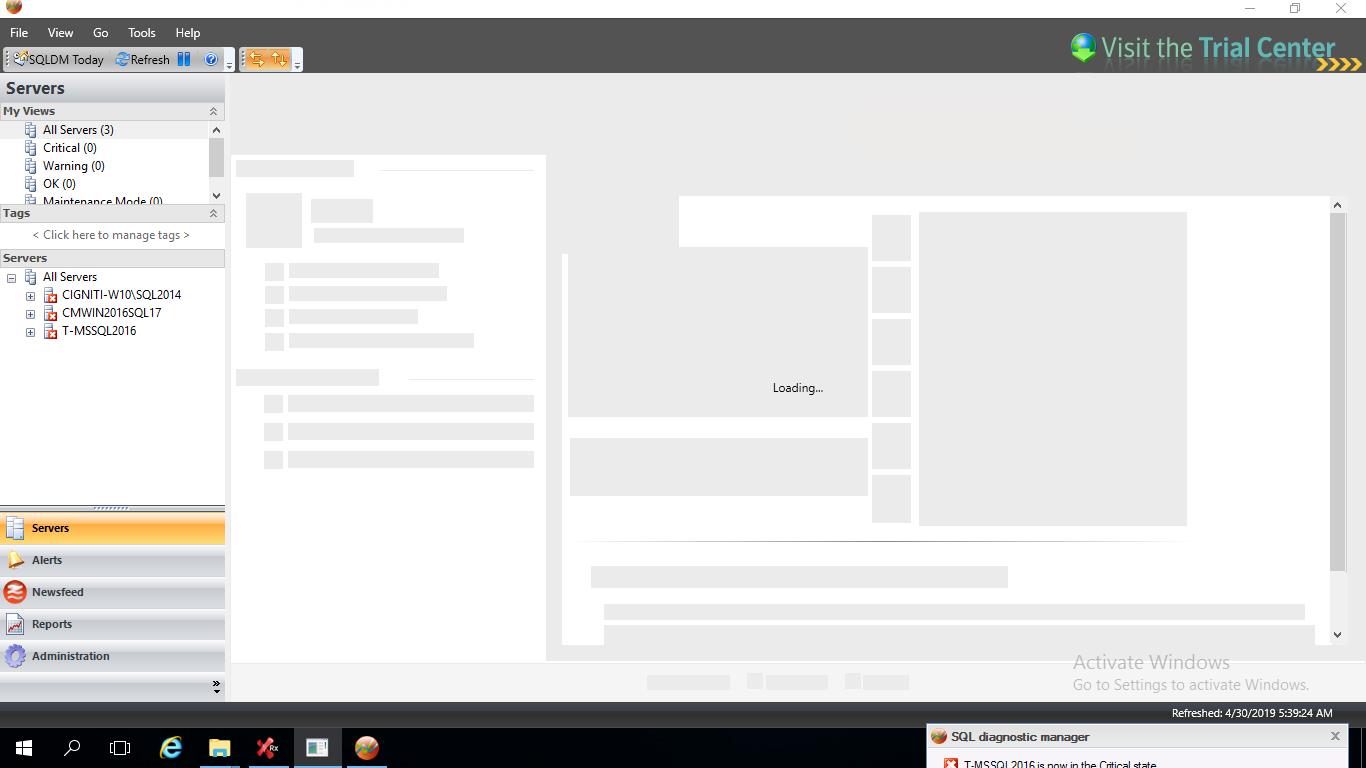 File View Go Tools Help
SQLDM Today Refresh
Visit the Trial Center
Servers
My Views
All Servers (3)
Critical (0)
Warning (0)
OK (0)
Maintenance Mode (0)
Tags
< Click here to manage tags >
Servers
All Servers
CIGNITI-W10\SQL2014
CMWIN2016SQL17
T-MSSQL2016
Loading...
Servers
Alerts
Newsfeed
Reports
Administration
Activate Windows
Go to Settings to activate Windows.
Refreshed: 4/30/2019 5:39:24 AM
Rx
SQL diagnostic manager
T-MSSQL2016 is now in the Critical state